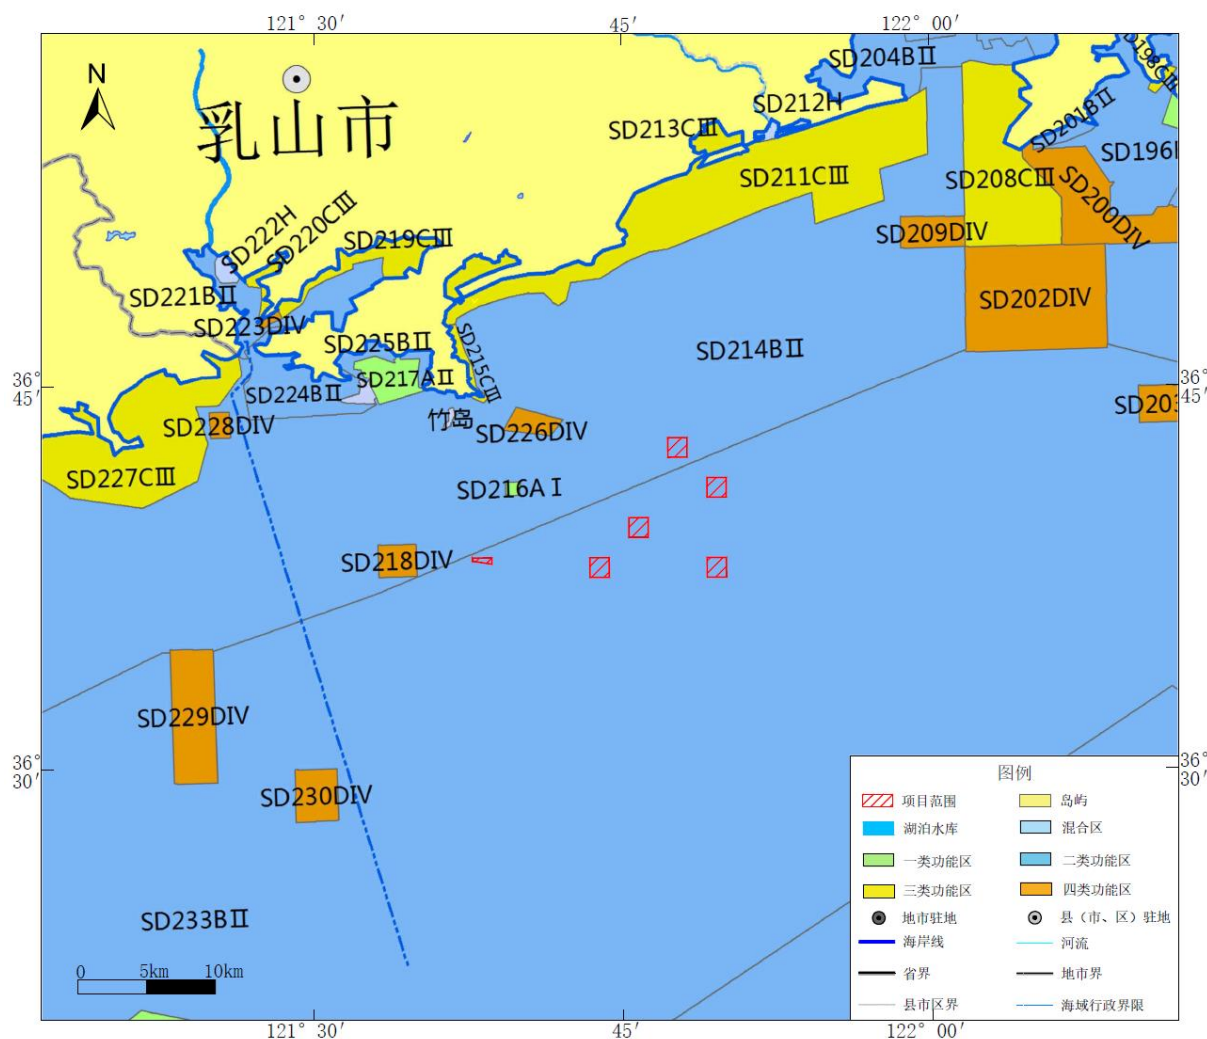 121° 30′
45′
122° 00′
N
乳山市
SD204BⅡ
SD198CⅢ
SD212H
SD213CⅢ
SD201BⅡ
SD196
SD211CⅢ
SD208CⅢ
SD200DⅣ
SD209DⅣ
SD222H
SD220CⅢ
SD219CⅢ
SD221BⅡ
SD202DⅣ
SD223DⅣ
SD225BⅡ
SD215CⅢ
SD214BⅡ
SD217AⅡ
SD224BⅡ
36°
45′
36°
45′
SD203
竹岛
SD228DⅣ
SD226DⅣ
SD227CⅢ
SD216AⅠ
SD218DⅣ
SD229DⅣ
SD230DⅣ
36°
30′
36°
30′
SD233BⅡ
0 5km 10km
图例
项目范围
岛屿
湖泊水库
混合区
一类功能区
二类功能区
三类功能区
四类功能区
地市驻地
县（市、区）驻地
海岸线
河流
省界
地市界
县市区界
海域行政界限
121° 30′
45′
122° 00′